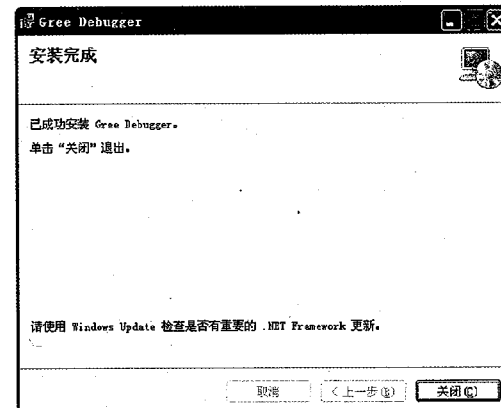 Gree Debugger
安装完成
已成功安装 Gree Debugger。
单击“关闭”退出。
请使用 Windows Update 检查是否有重要的 .NET Framework 更新。
取消 <上一步(B) 关闭(C)